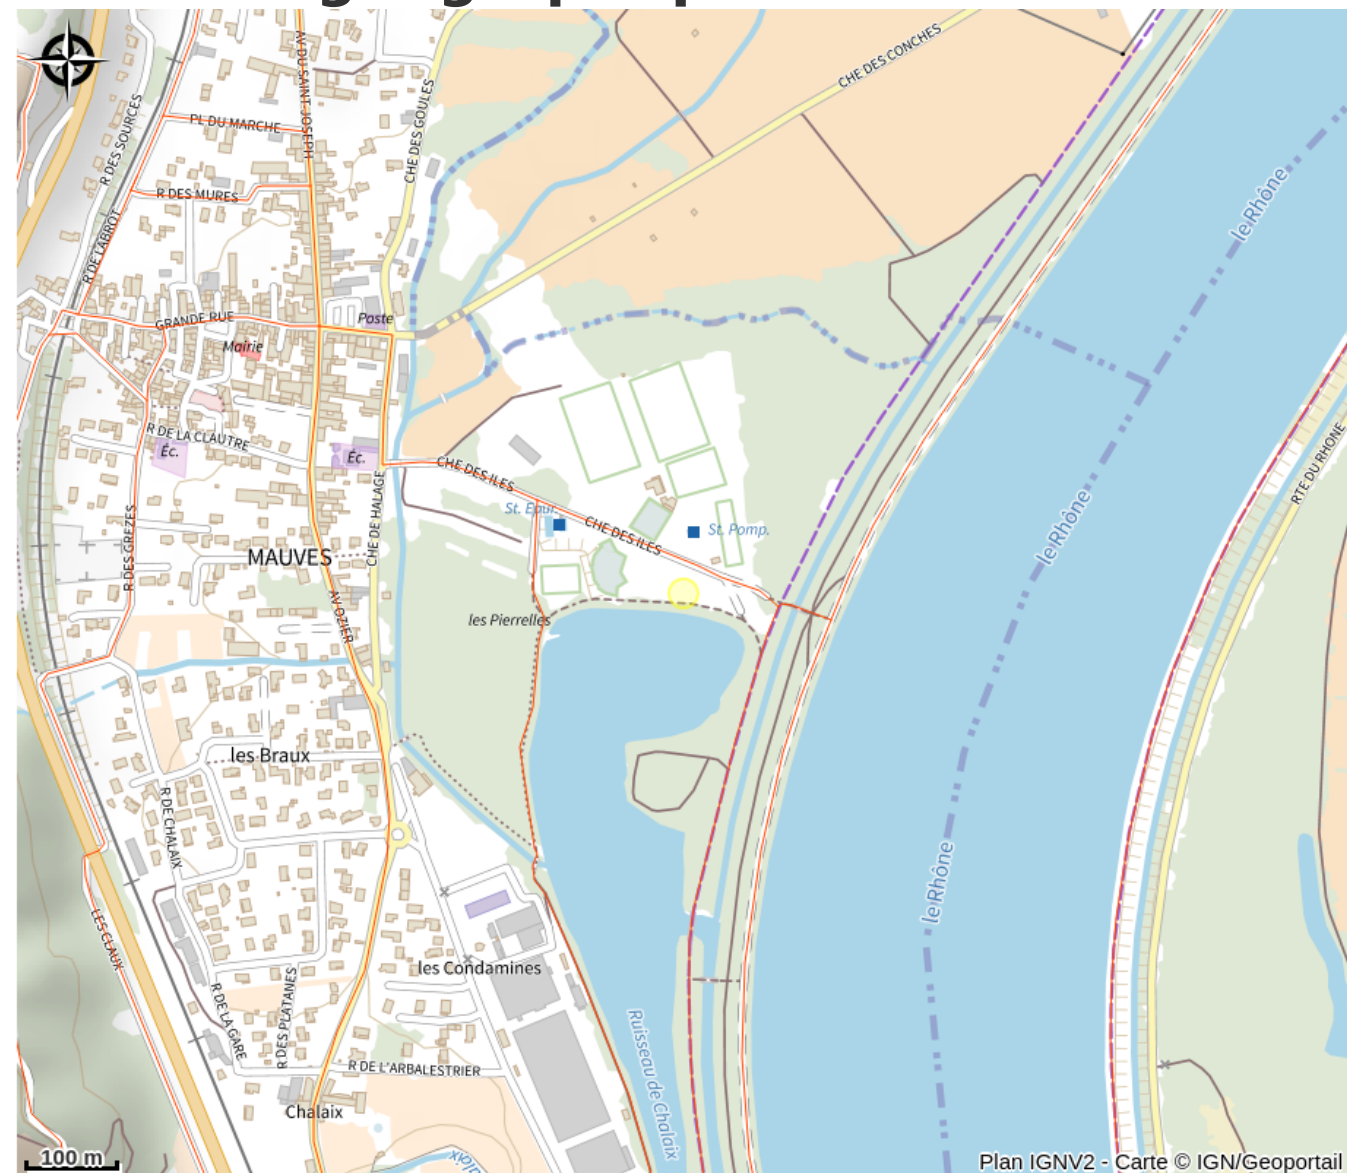 CHE DES CONCHES
AV DU SAINT-JOSEPH
R DES SOURCES
CHE DES GOULES
PL DU MARCHE
R DES MURES
le Rhône
R DE LABROT
GRANDE RUE
Poste
Mairie
R DE LA CLAUTRE
Éc.
Éc.
RTE DU RHONE
CHE DES ILES
St. Epur.
CHE DES ILES
St. Pomp.
le Rhône
R DES GREZES
CHE DE HALAGE
MAUVES
AV OZIER
les Pierrelles
les Braux
R DE CHALAIX
le Rhône
LES CLAUX
les Condamines
R DE LA GARE
R DES PLATANES
Ruisseau de Chalaix
R DE L'ARBALESTRIER
Chalaix
100 m
Plan IGNV2 - Carte © IGN/Geoportail